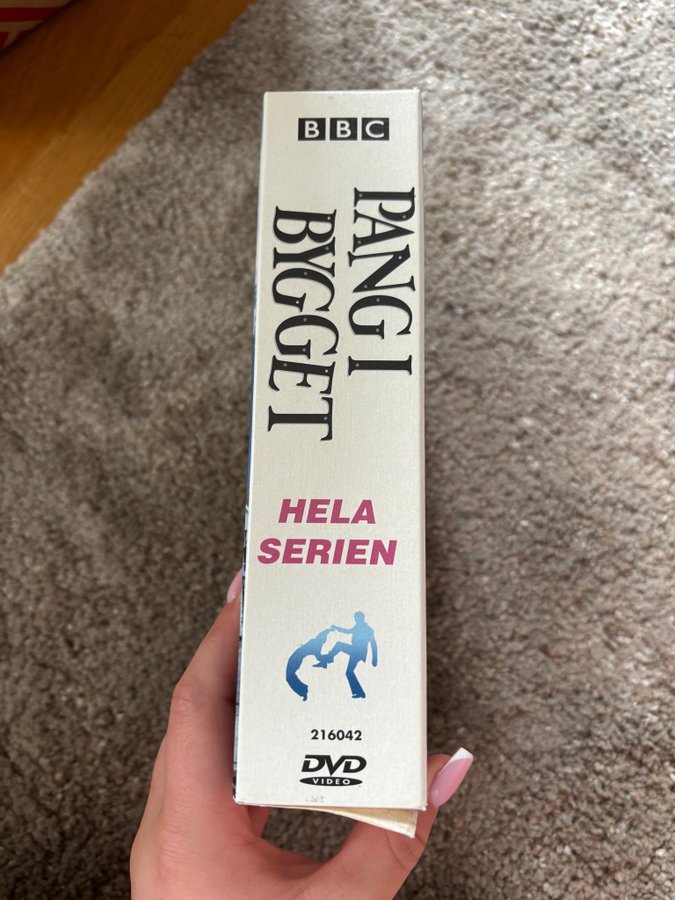 BBC
PANG I
BYGGET
HELA
SERIEN
216042
DVD
VIDEO